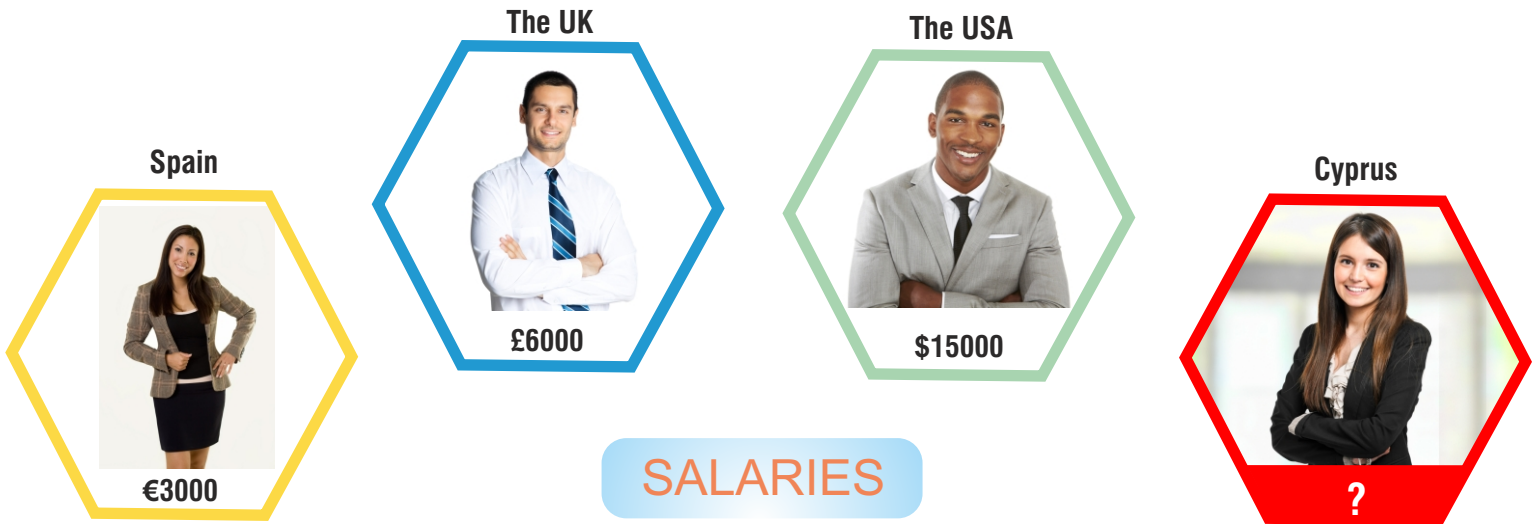 Spain
€3000
The UK
£6000
The USA
$15000
Cyprus
?
SALARIES